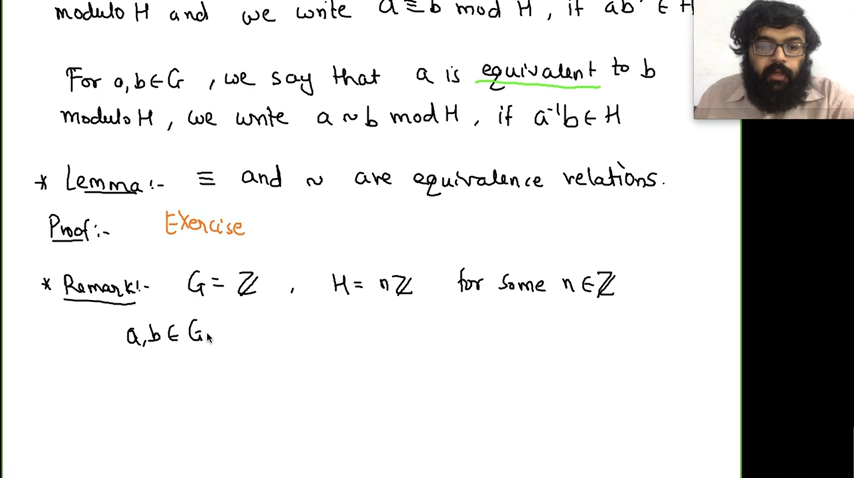 modulo H and we write a ≡ b mod H, if ab⁻¹ ∈ H
For a,b ∈ G, we say that a is equivalent to b
modulo H, we write a ~ b mod H, if a⁻¹b ∈ H
* Lemma:- ≡ and ~ are equivalence relations.
Proof:- Exercise
* Remark:- G = ℤ, H = nℤ for some n ∈ ℤ
a,b ∈ G